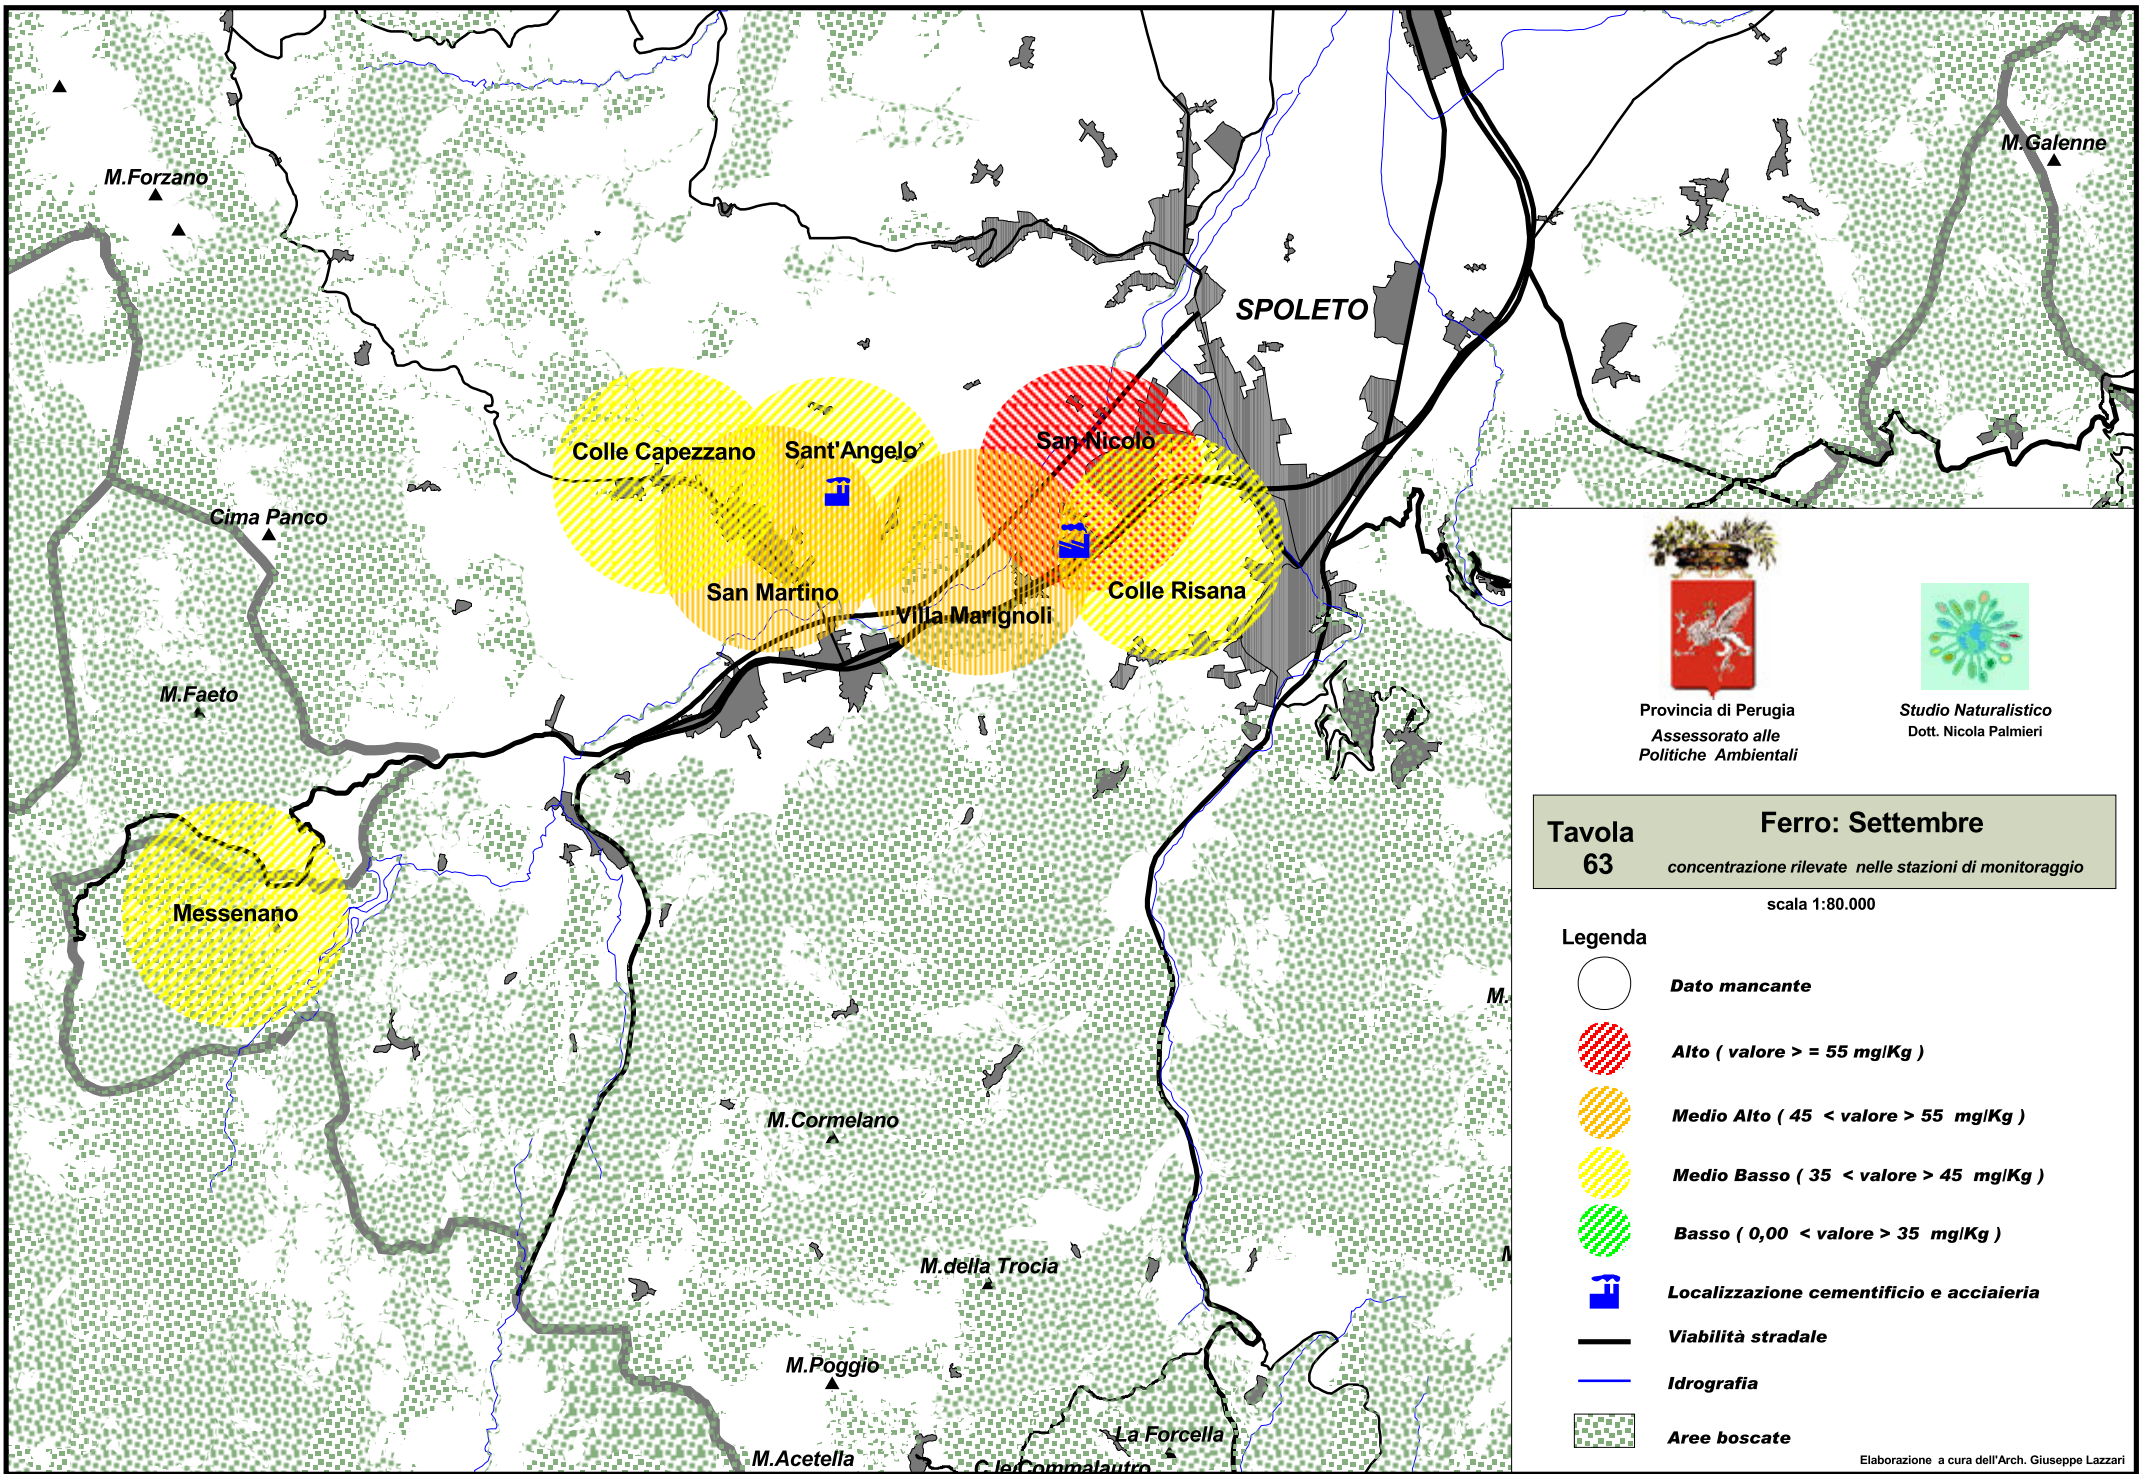 M.Forzano
M.Galenne
SPOLETO
Colle Capezzano
Sant'Angelo
San Nicolò
Cima Panco
San Martino
Villa Marignoli
Colle Risana
M.Faeto
Messenano
M.Cormelano
M.
M.della Trocia
M.Poggio
La Forcella
M.Acetella
C.le Commalautro
Provincia di Perugia
Assessorato alle
Politiche Ambientali
Studio Naturalistico
Dott. Nicola Palmieri
Tavola
63
Ferro: Settembre
concentrazione rilevate nelle stazioni di monitoraggio
scala 1:80.000
Legenda
Dato mancante
Alto ( valore > = 55 mg/Kg )
Medio Alto ( 45 < valore > 55 mg/Kg )
Medio Basso ( 35 < valore > 45 mg/Kg )
Basso ( 0,00 < valore > 35 mg/Kg )
Localizzazione cementificio e acciaieria
Viabilità stradale
Idrografia
Aree boscate
Elaborazione a cura dell'Arch. Giuseppe Lazzari